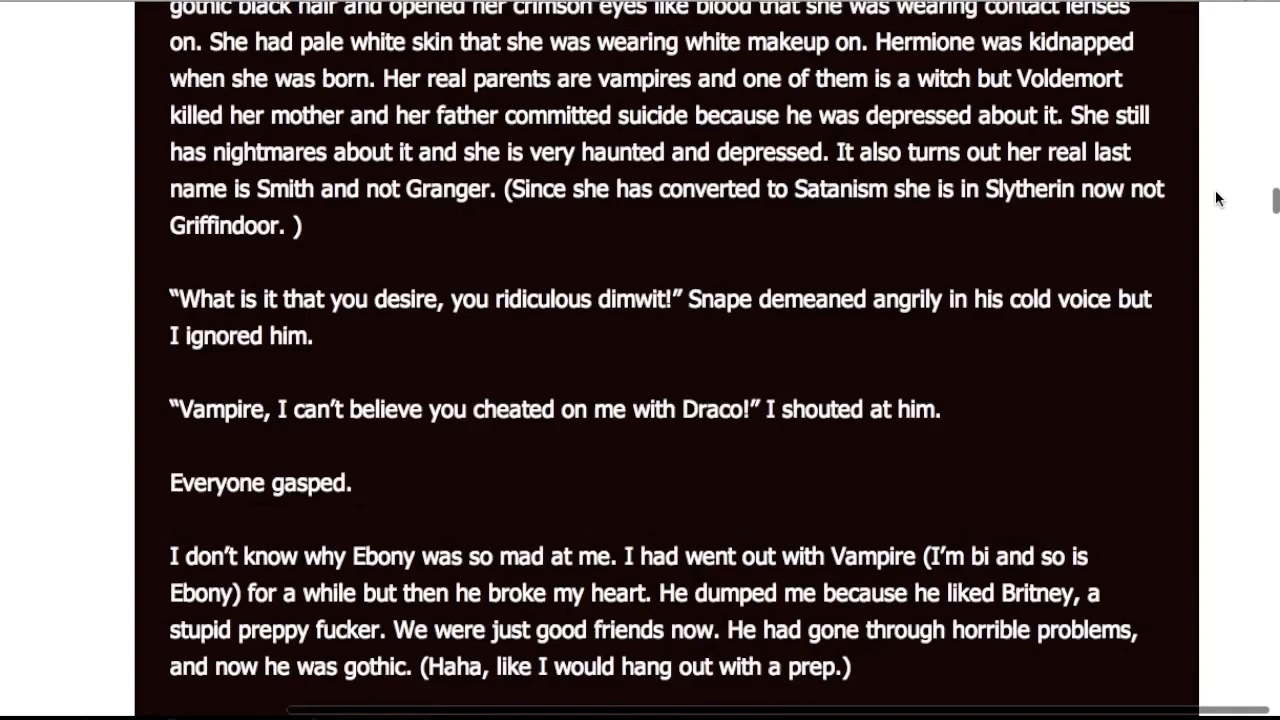 gothic black hair and opened her crimson eyes like blood that she was wearing contact lenses
on. She had pale white skin that she was wearing white makeup on. Hermione was kidnapped
when she was born. Her real parents are vampires and one of them is a witch but Voldemort
killed her mother and her father committed suicide because he was depressed about it. She still
has nightmares about it and she is very haunted and depressed. It also turns out her real last
name is Smith and not Granger. (Since she has converted to Satanism she is in Slytherin now not
Griffindoor. )
“What is it that you desire, you ridiculous dimwit!” Snape demeaned angrily in his cold voice but
I ignored him.
“Vampire, I can’t believe you cheated on me with Draco!” I shouted at him.
Everyone gasped.
I don’t know why Ebony was so mad at me. I had went out with Vampire (I’m bi and so is
Ebony) for a while but then he broke my heart. He dumped me because he liked Britney, a
stupid preppy fucker. We were just good friends now. He had gone through horrible problems,
and now he was gothic. (Haha, like I would hang out with a prep.)